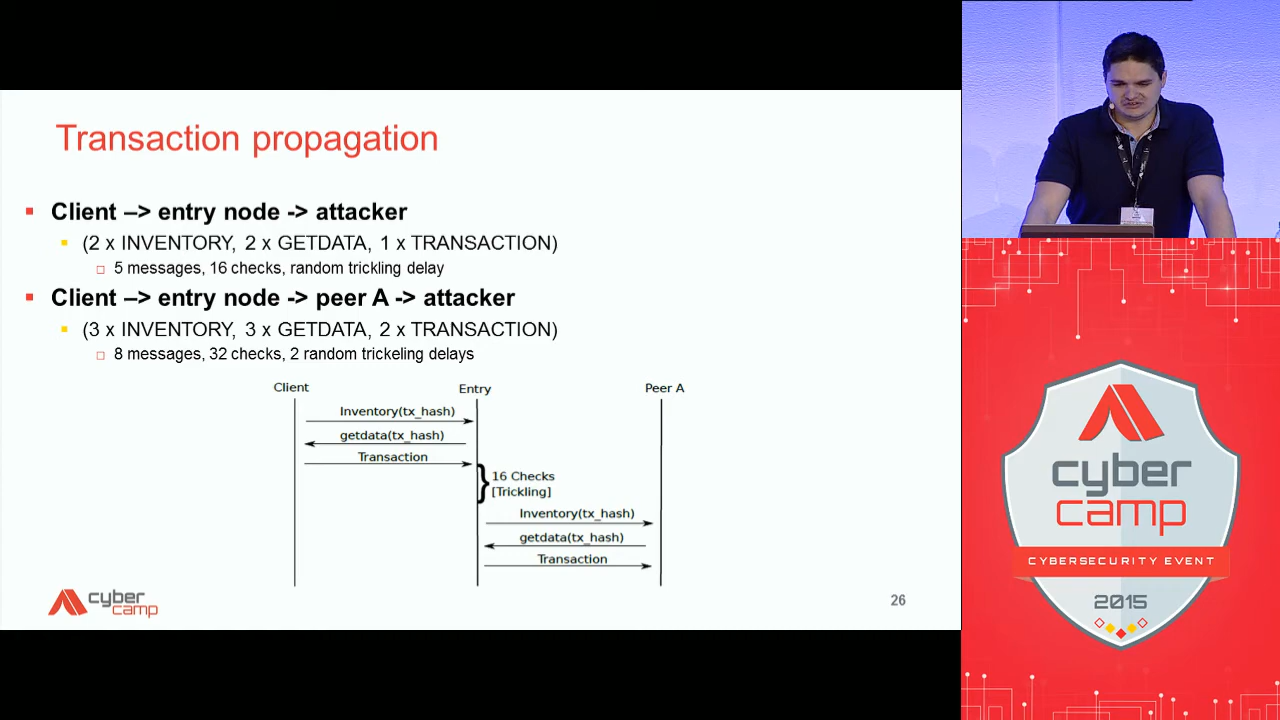 Transaction propagation
Client –> entry node -> attacker
(2 x INVENTORY, 2 x GETDATA, 1 x TRANSACTION)
5 messages, 16 checks, random trickling delay
Client –> entry node -> peer A -> attacker
(3 x INVENTORY, 3 x GETDATA, 2 x TRANSACTION)
8 messages, 32 checks, 2 random trickeling delays
Client Entry Peer A
Inventory(tx_hash)
getdata(tx_hash)
Transaction
16 Checks
[Trickling]
Inventory(tx_hash)
getdata(tx_hash)
Transaction
cyber
camp
26
cyber
camp
CYBERSECURITY EVENT
2015